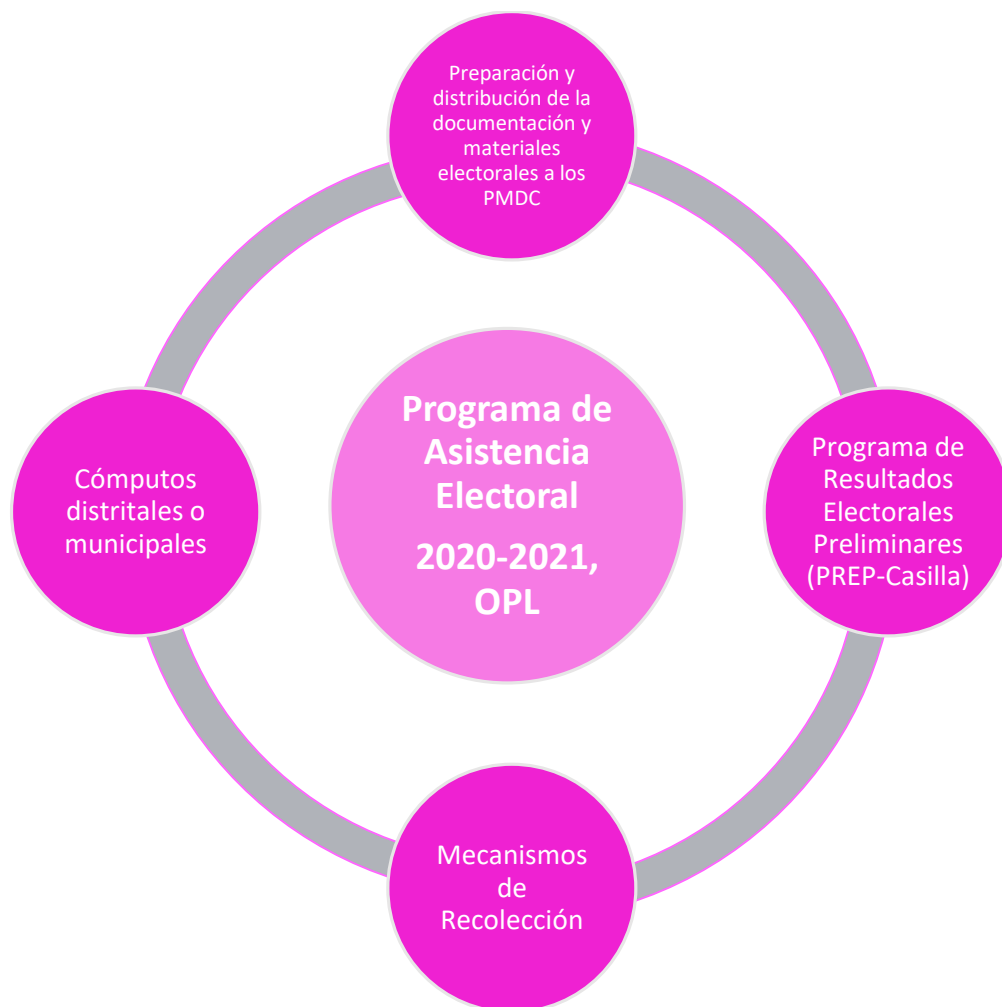 Preparación y
distribución de la
documentación y
materiales
electorales a los
PMDC
Programa de
Asistencia
Electoral
2020-2021,
OPL
Cómputos
distritales o
municipales
Programa de
Resultados
Electorales
Preliminares
(PREP-Casilla)
Mecanismos
de
Recolección